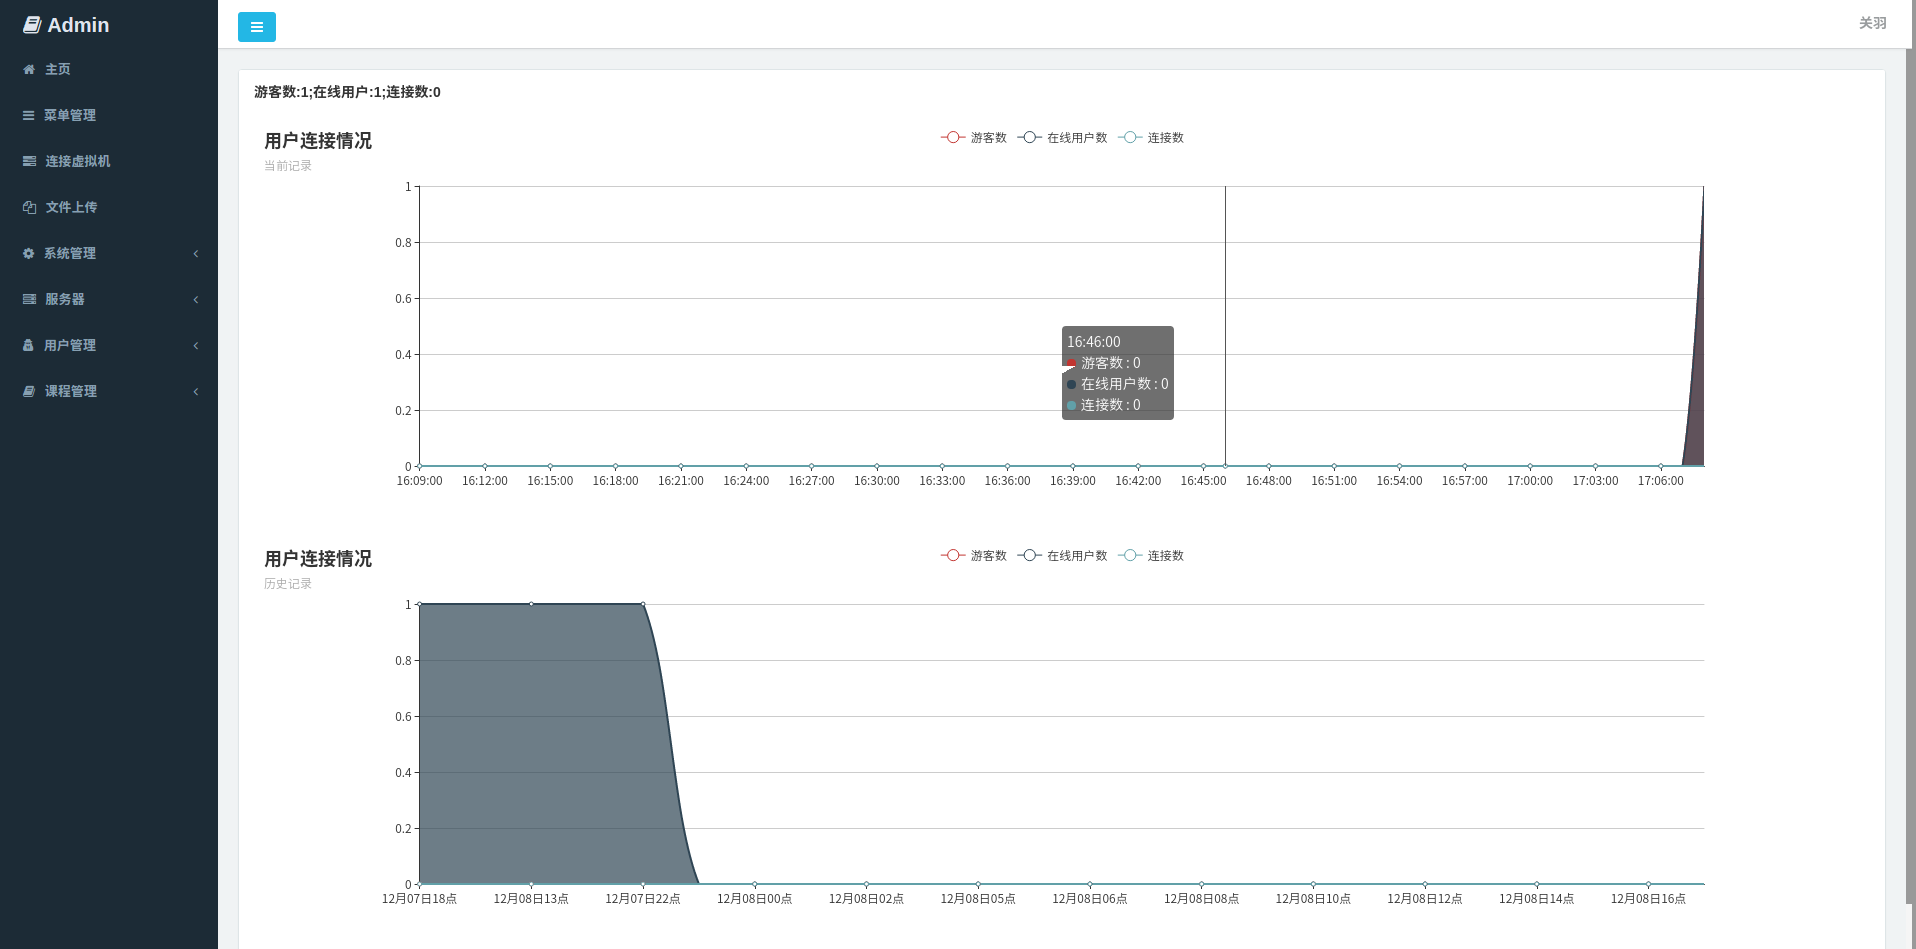 Admin
关羽
主页
菜单管理
连接虚拟机
文件上传
系统管理
服务器
用户管理
课程管理
游客数:1;在线用户:1;连接数:0
用户连接情况
当前记录
游客数 在线用户数 连接数
1
0.8
0.6
0.4
0.2
0
16:46:00
游客数 : 0
在线用户数 : 0
连接数 : 0
16:09:00 16:12:00 16:15:00 16:18:00 16:21:00 16:24:00 16:27:00 16:30:00 16:33:00 16:36:00 16:39:00 16:42:00 16:45:00 16:48:00 16:51:00 16:54:00 16:57:00 17:00:00 17:03:00 17:06:00
用户连接情况
历史记录
游客数 在线用户数 连接数
1
0.8
0.6
0.4
0.2
0
12月07日18点 12月08日13点 12月07日22点 12月08日00点 12月08日02点 12月08日05点 12月08日06点 12月08日08点 12月08日10点 12月08日12点 12月08日14点 12月08日16点